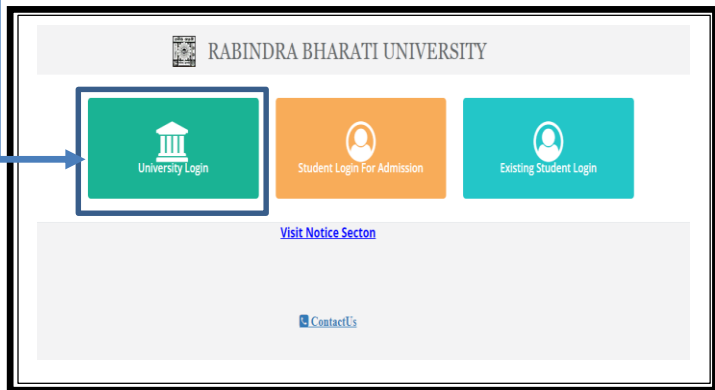 RABINDRA BHARATI UNIVERSITY
University Login
Student Login For Admission
Existing Student Login
Visit Notice Secton
ContactUs